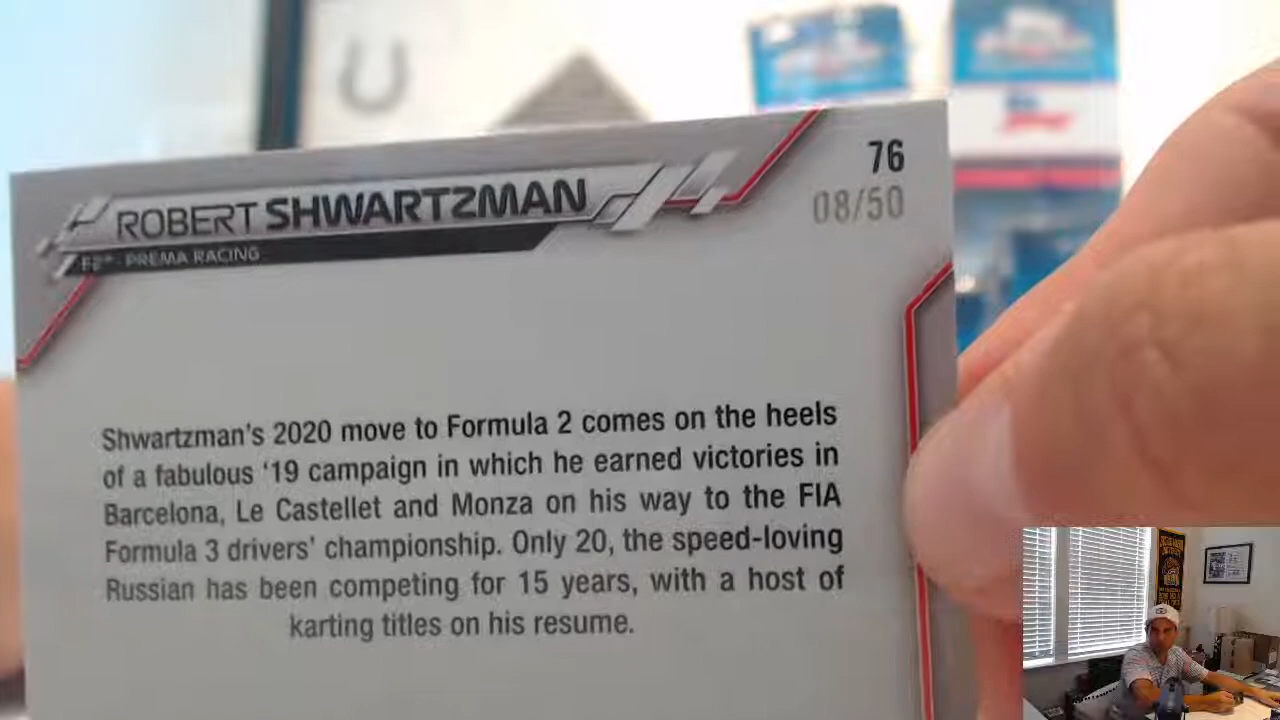 76
ROBERT SHWARTZMAN
08/50
F2™ - PREMA RACING
Shwartzman's 2020 move to Formula 2 comes on the heels
of a fabulous ‘19 campaign in which he earned victories in
Barcelona, Le Castellet and Monza on his way to the FIA
Formula 3 drivers’ championship. Only 20, the speed-loving
Russian has been competing for 15 years, with a host of
karting titles on his resume.